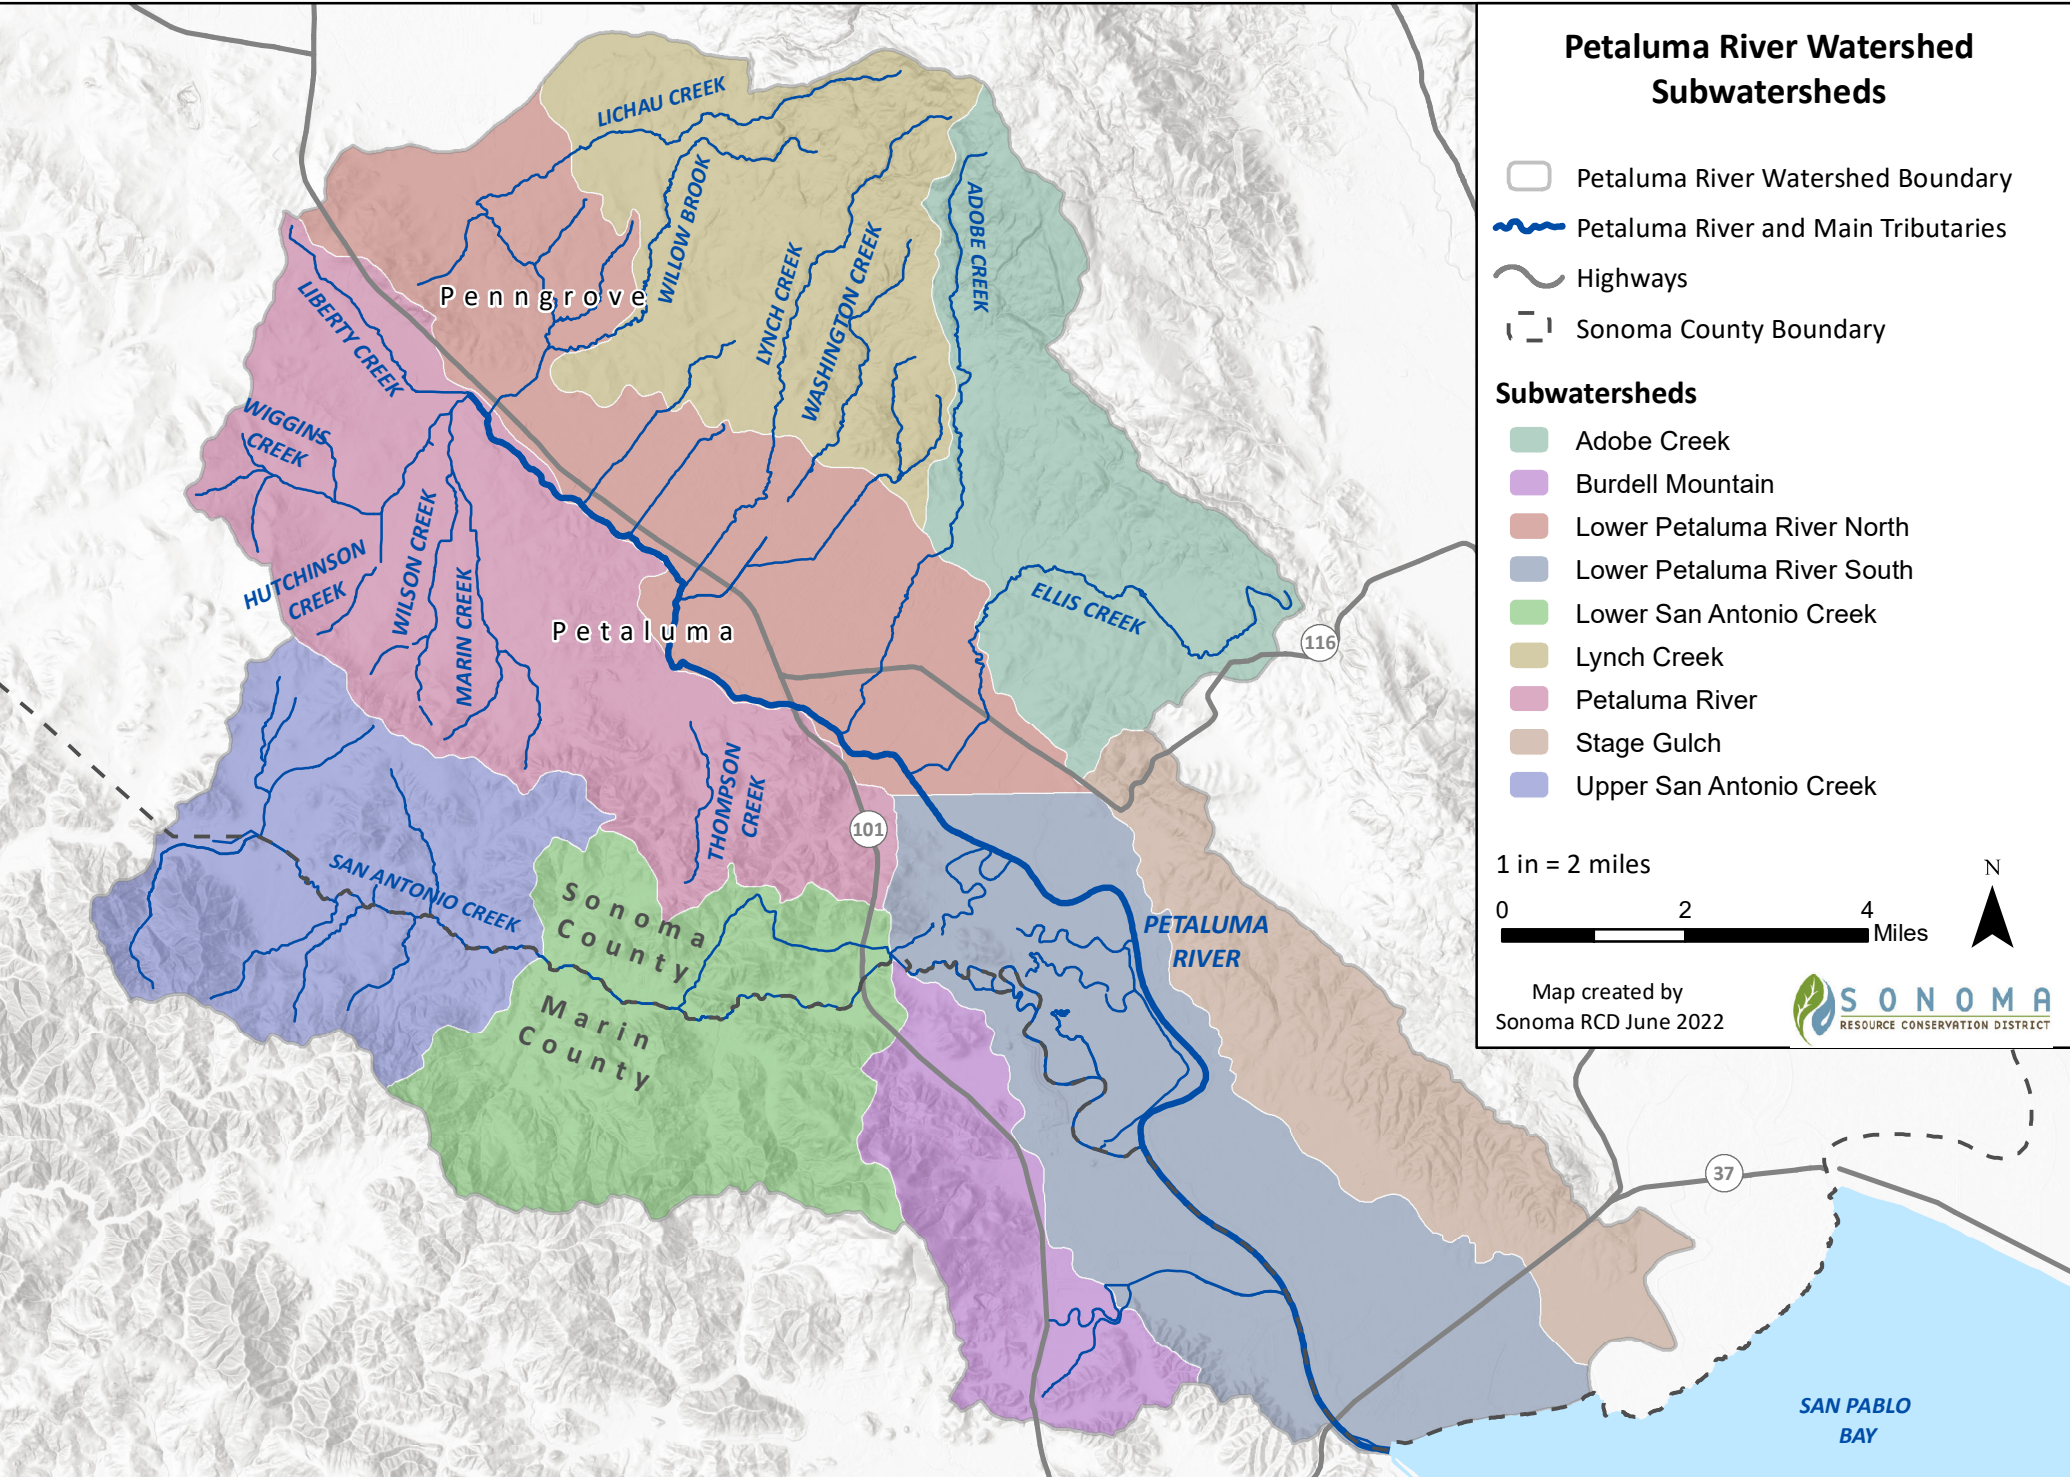 Petaluma River Watershed
Subwatersheds
Petaluma River Watershed Boundary
Petaluma River and Main Tributaries
Highways
Sonoma County Boundary
Subwatersheds
Adobe Creek
Burdell Mountain
Lower Petaluma River North
Lower Petaluma River South
Lower San Antonio Creek
Lynch Creek
Petaluma River
Stage Gulch
Upper San Antonio Creek
1 in = 2 miles
0 2 4
Miles
N
Map created by
Sonoma RCD June 2022
SONOMA
RESOURCE CONSERVATION DISTRICT
LICHAU CREEK
WILLOW BROOK
ADOBE CREEK
LYNCH CREEK
WASHINGTON CREEK
Penngrove
LIBERTY CREEK
WIGGINS
CREEK
HUTCHINSON
CREEK
WILSON CREEK
MARIN CREEK
Petaluma
ELLIS CREEK
116
THOMPSON
CREEK
101
SAN ANTONIO CREEK
Sonoma
County
Marin
County
PETALUMA
RIVER
37
SAN PABLO
BAY